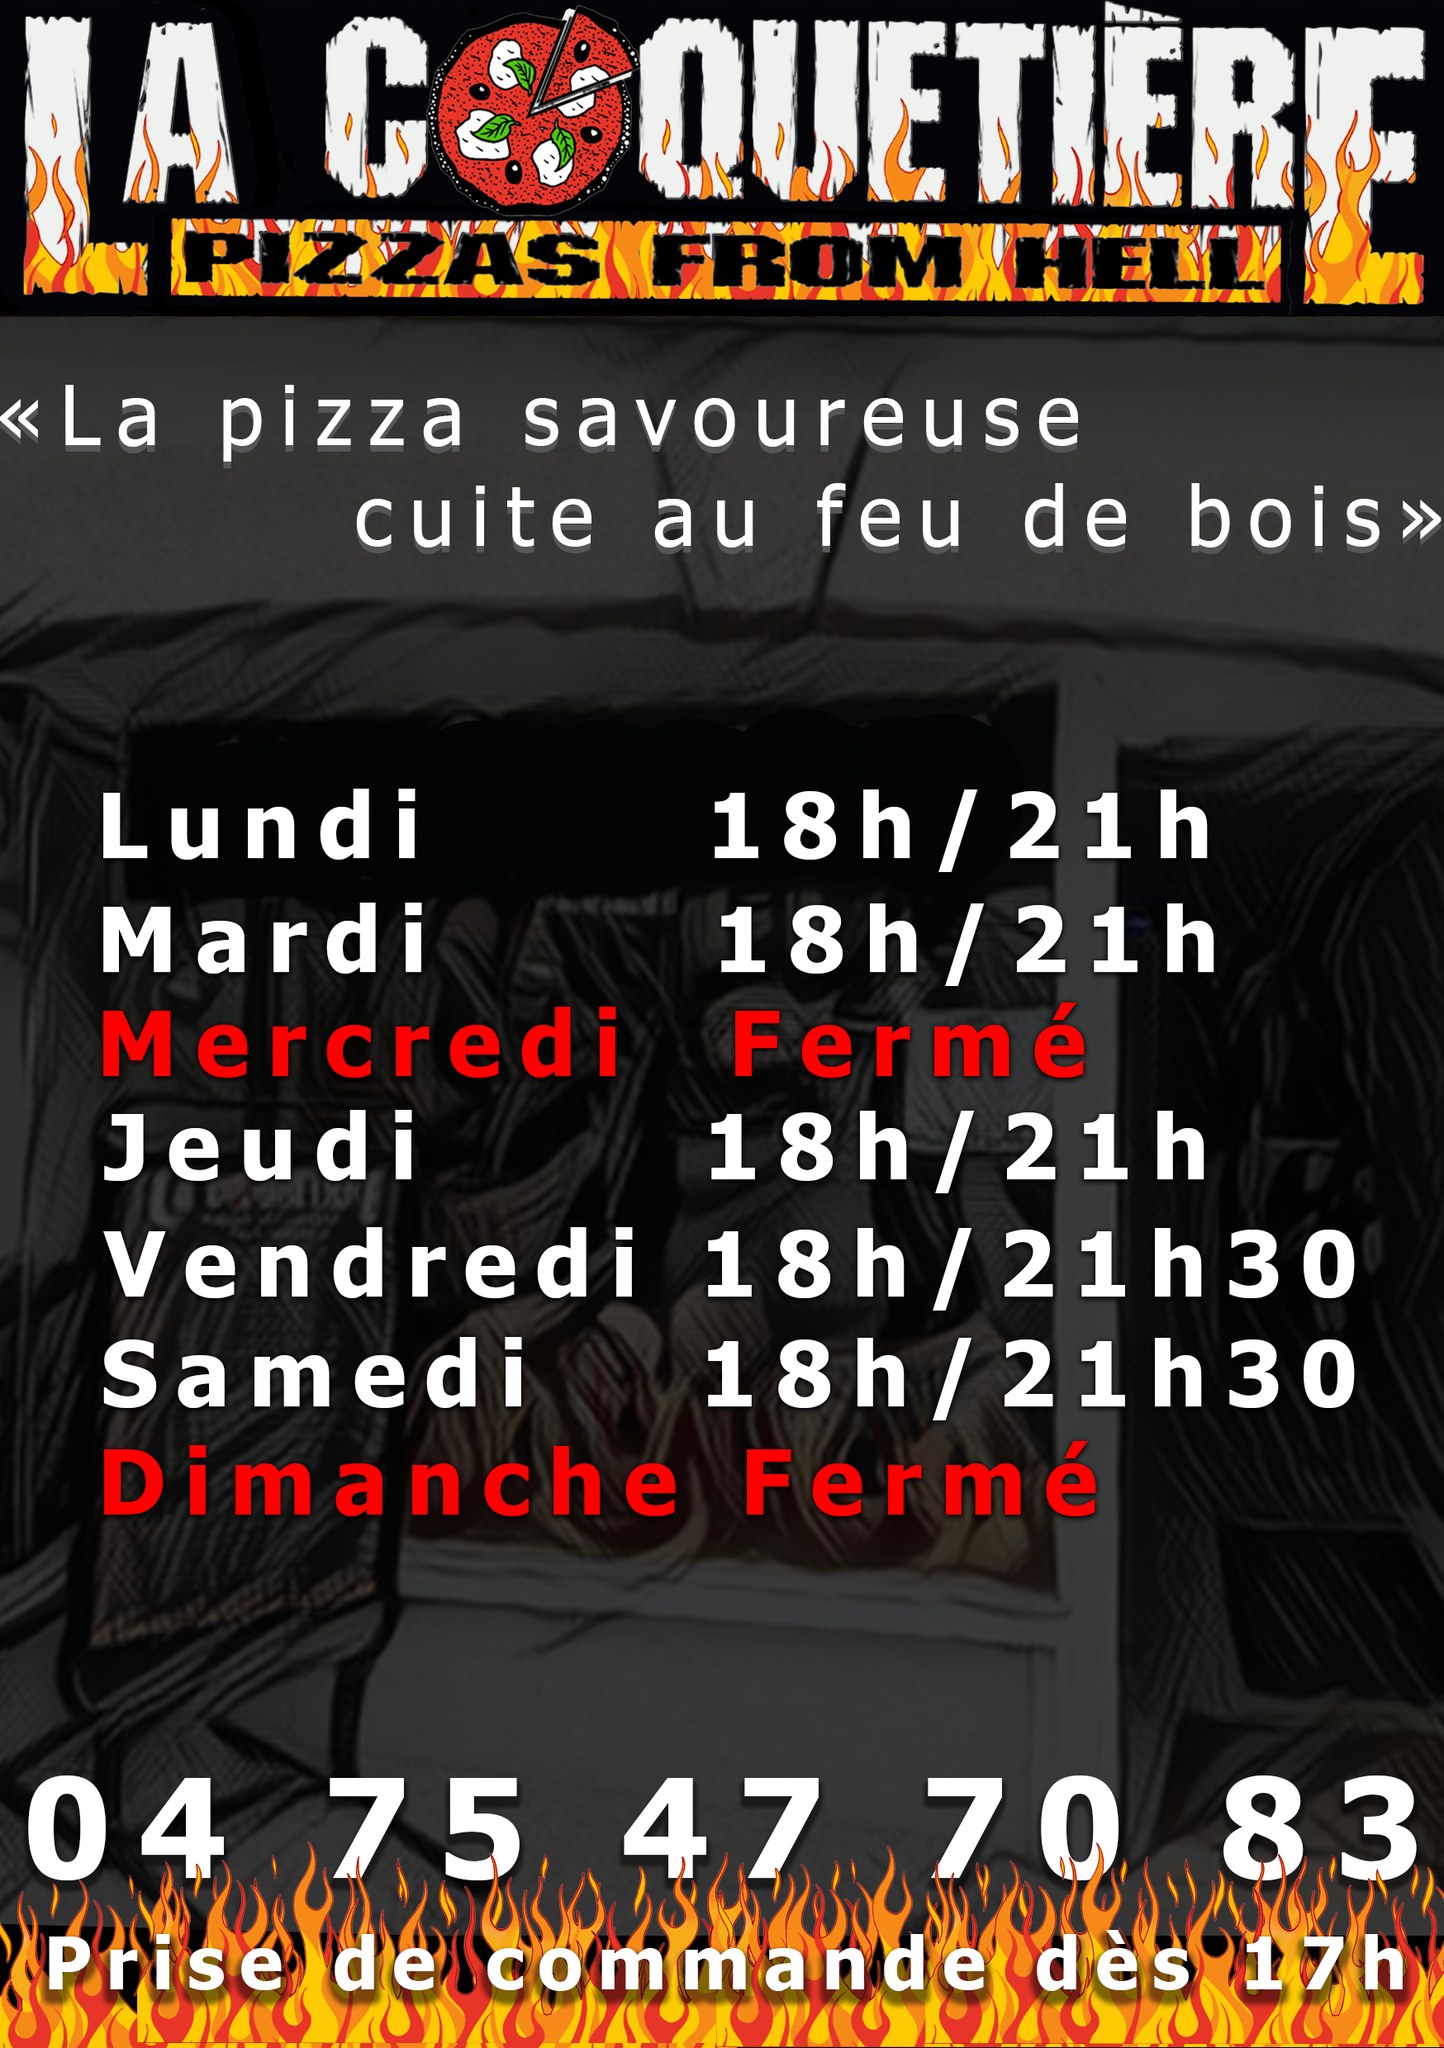 LA COQUETIÈRE
PIZZAS FROM HELL
«La pizza savoureuse
cuite au feu de bois»
Lundi 18h/21h
Mardi 18h/21h
Mercredi Fermé
Jeudi 18h/21h
Vendredi 18h/21h30
Samedi 18h/21h30
Dimanche Fermé
04 75 47 70 83
Prise de commande dès 17h